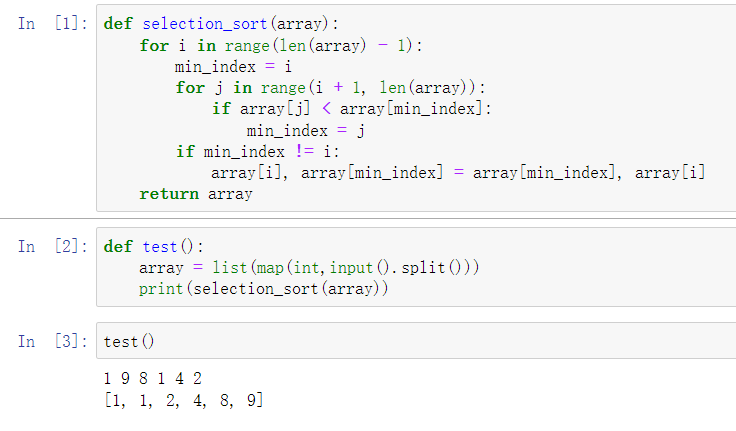 In [1]: def selection_sort(array):
for i in range(len(array) - 1):
min_index = i
for j in range(i + 1, len(array)):
if array[j] < array[min_index]:
min_index = j
if min_index != i:
array[i], array[min_index] = array[min_index], array[i]
return array
In [2]: def test():
array = list(map(int,input().split()))
print(selection_sort(array))
In [3]: test()
1 9 8 1 4 2
[1, 1, 2, 4, 8, 9]